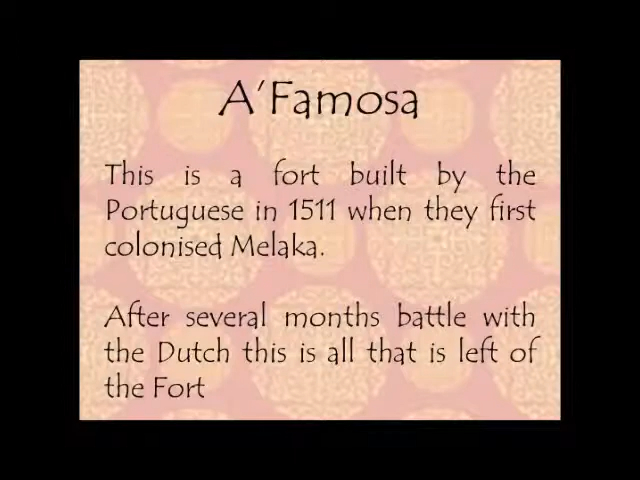 A'Famosa
This is a fort built by the
Portuguese in 1511 when they first
colonised Melaka.
After several months battle with
the Dutch this is all that is left of
the Fort